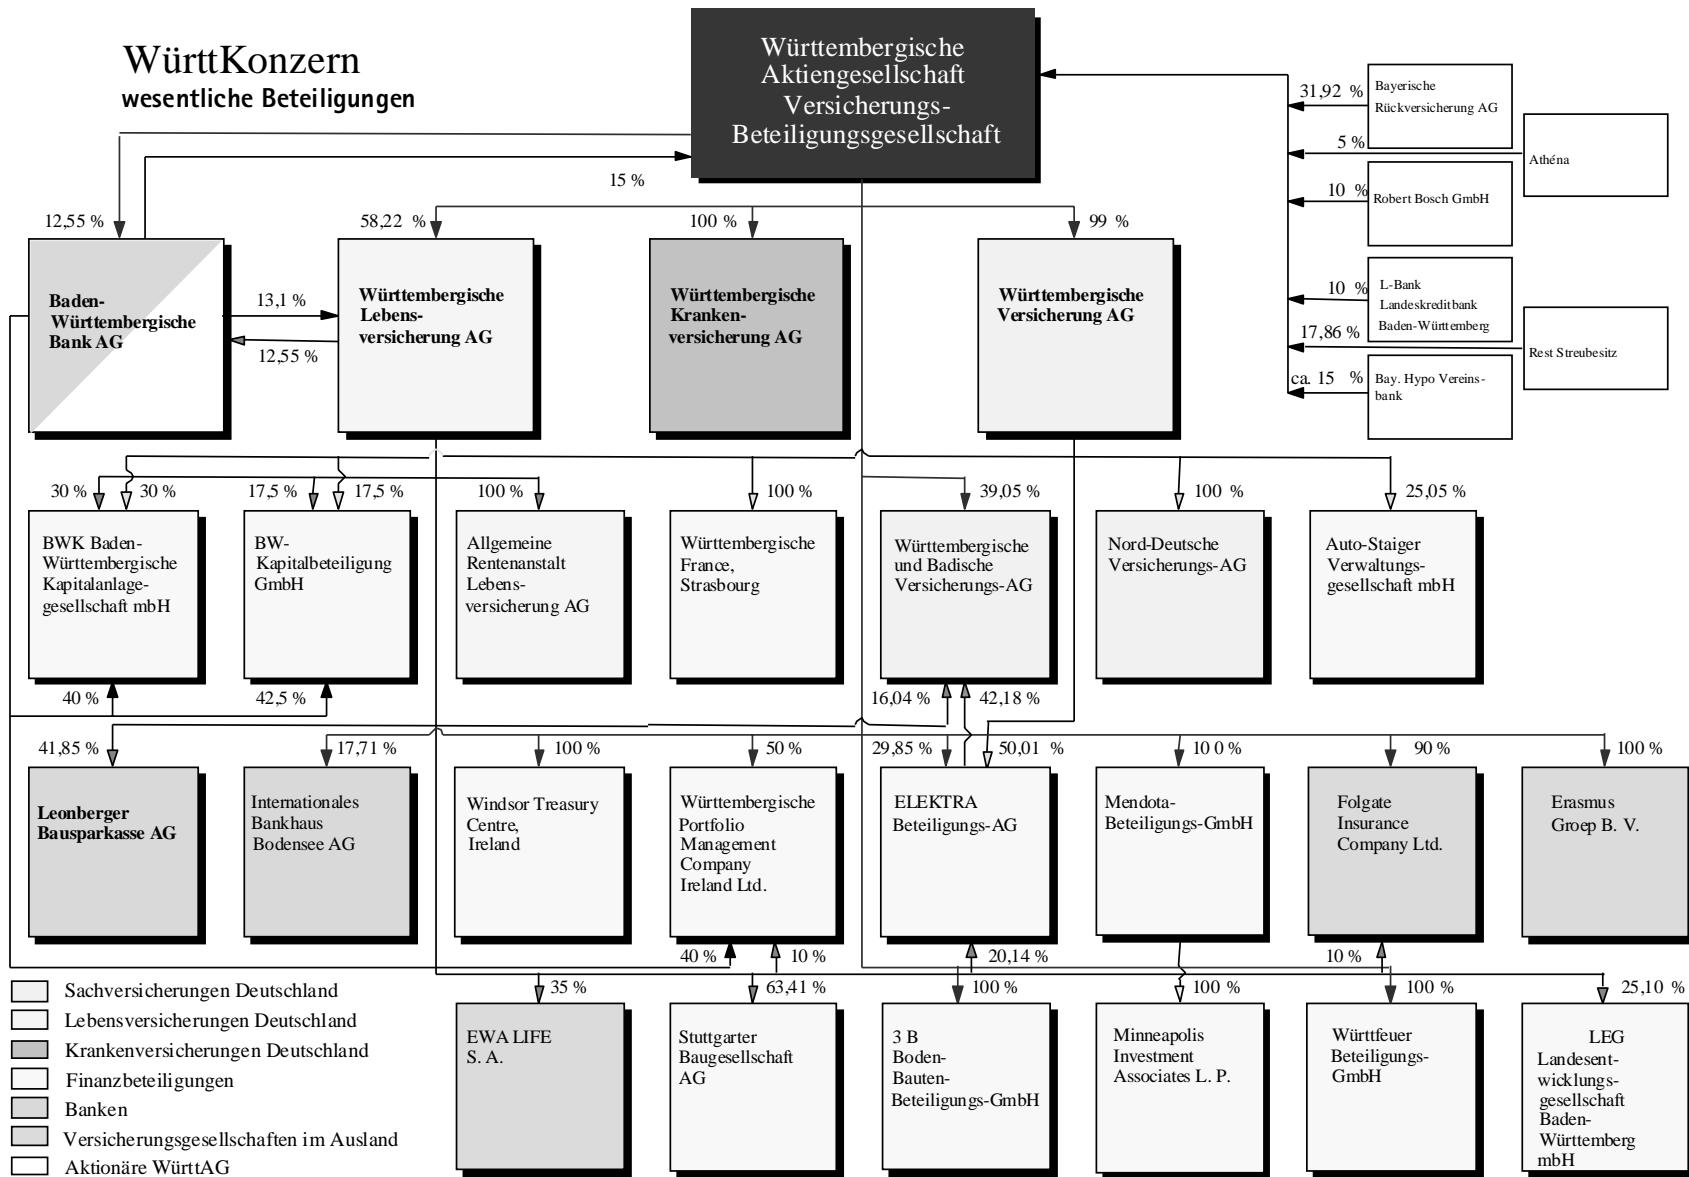 WürttKonzern
wesentliche Beteiligungen
Württembergische
Aktiengesellschaft
Versicherungs-
Beteiligungsgesellschaft
31,92 %
Bayerische
Rückversicherung AG
5 %
Athéna
10 %
Robert Bosch GmbH
10 %
L-Bank
Landeskreditbank
Baden-Württemberg
17,86 %
Rest Streubesitz
ca. 15 %
Bay. Hypo Vereins-
bank
15 %
12,55 %
58,22 %
100 %
99 %
Baden-
Württembergische
Bank AG
13,1 %
12,55 %
Württembergische
Lebens-
versicherung AG
Württembergische
Kranken-
versicherung AG
Württembergische
Versicherung AG
30 %
30 %
17,5 %
17,5 %
100 %
100 %
39,05 %
100 %
25,05 %
BWK Baden-
Württembergische
Kapitalanlage-
gesellschaft mbH
BW-
Kapitalbeteiligung
GmbH
Allgemeine
Rentenanstalt
Lebens-
versicherung AG
Württembergische
France,
Strasbourg
Württembergische
und Badische
Versicherungs-AG
Nord-Deutsche
Versicherungs-AG
Auto-Staiger
Verwaltungs-
gesellschaft mbH
40 %
42,5 %
16,04 %
42,18 %
41,85 %
17,71 %
100 %
50 %
29,85 %
50,01 %
10 0 %
90 %
100 %
Leonberger
Bausparkasse AG
Internationales
Bankhaus
Bodensee AG
Windsor Treasury
Centre,
Ireland
Württembergische
Portfolio
Management
Company
Ireland Ltd.
ELEKTRA
Beteiligungs-AG
Mendota-
Beteiligungs-GmbH
Folgate
Insurance
Company Ltd.
Erasmus
Groep B. V.
40 %
10 %
20,14 %
10 %
35 %
63,41 %
100 %
100 %
100 %
25,10 %
EWA LIFE
S. A.
Stuttgarter
Baugesellschaft
AG
3 B
Boden-
Bauten-
Beteiligungs-GmbH
Minneapolis
Investment
Associates L. P.
Württfeuer
Beteiligungs-
GmbH
LEG
Landesent-
wicklungs-
gesellschaft
Baden-
Württemberg
mbH
Sachversicherungen Deutschland
Lebensversicherungen Deutschland
Krankenversicherungen Deutschland
Finanzbeteiligungen
Banken
Versicherungsgesellschaften im Ausland
Aktionäre WürttAG